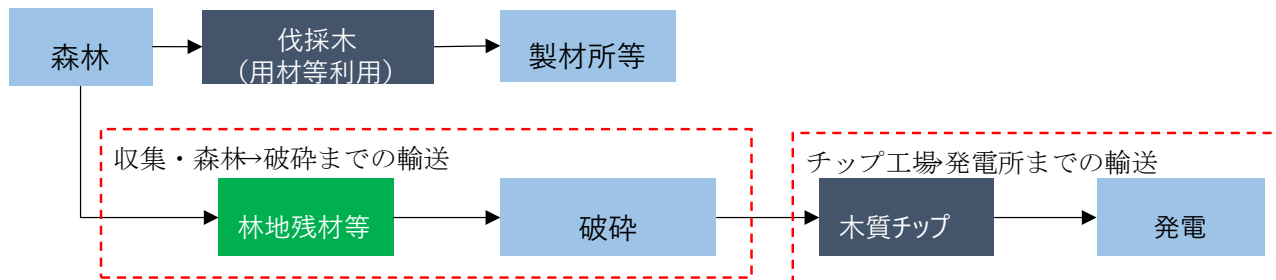 森林
伐採木
（用材等利用）
製材所等
収集・森林→破砕までの輸送
チップ工場→発電所までの輸送
林地残材等
破砕
木質チップ
発電